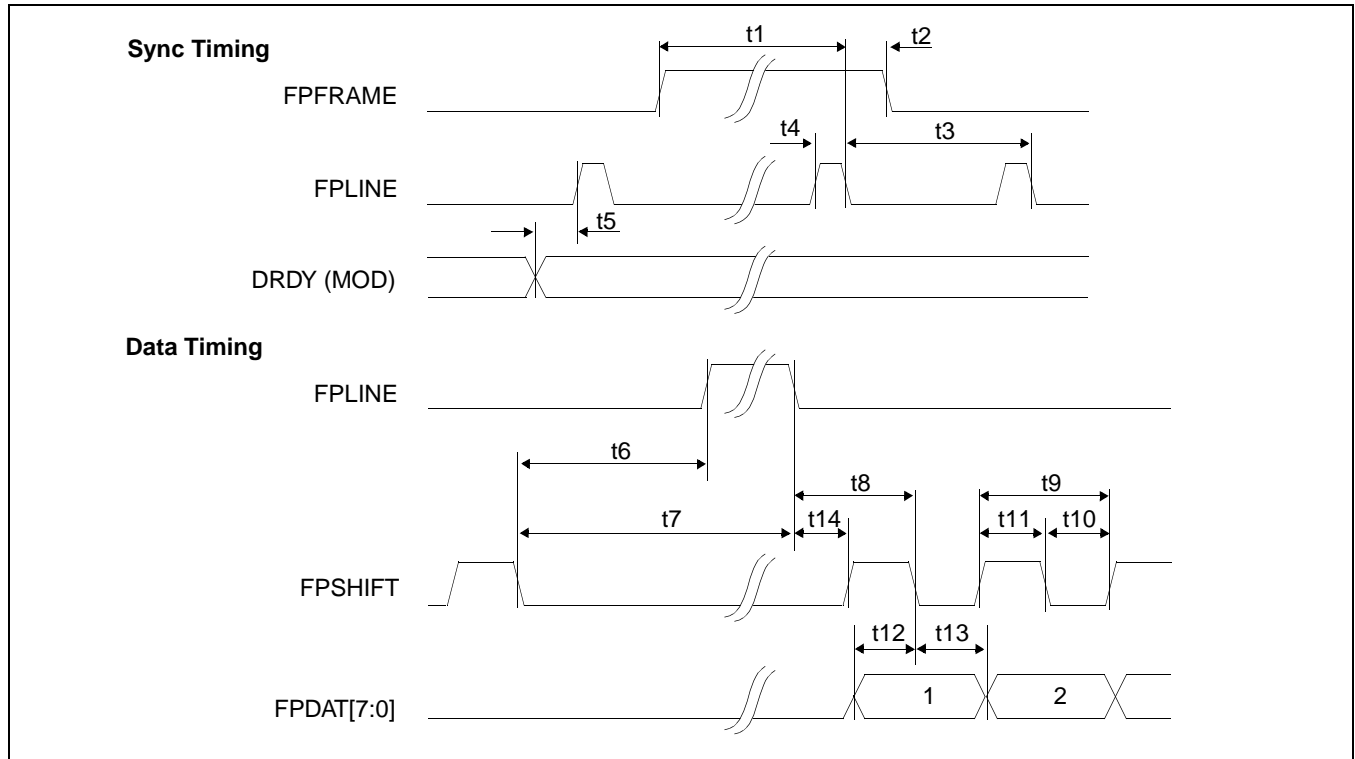 Sync Timing
t1
t2
FPFRAME
t4
t3
FPLINE
t5
DRDY (MOD)
Data Timing
FPLINE
t6
t8
t9
t7
t14
t11
t10
FPSHIFT
t12
t13
FPDAT[7:0]
1
2